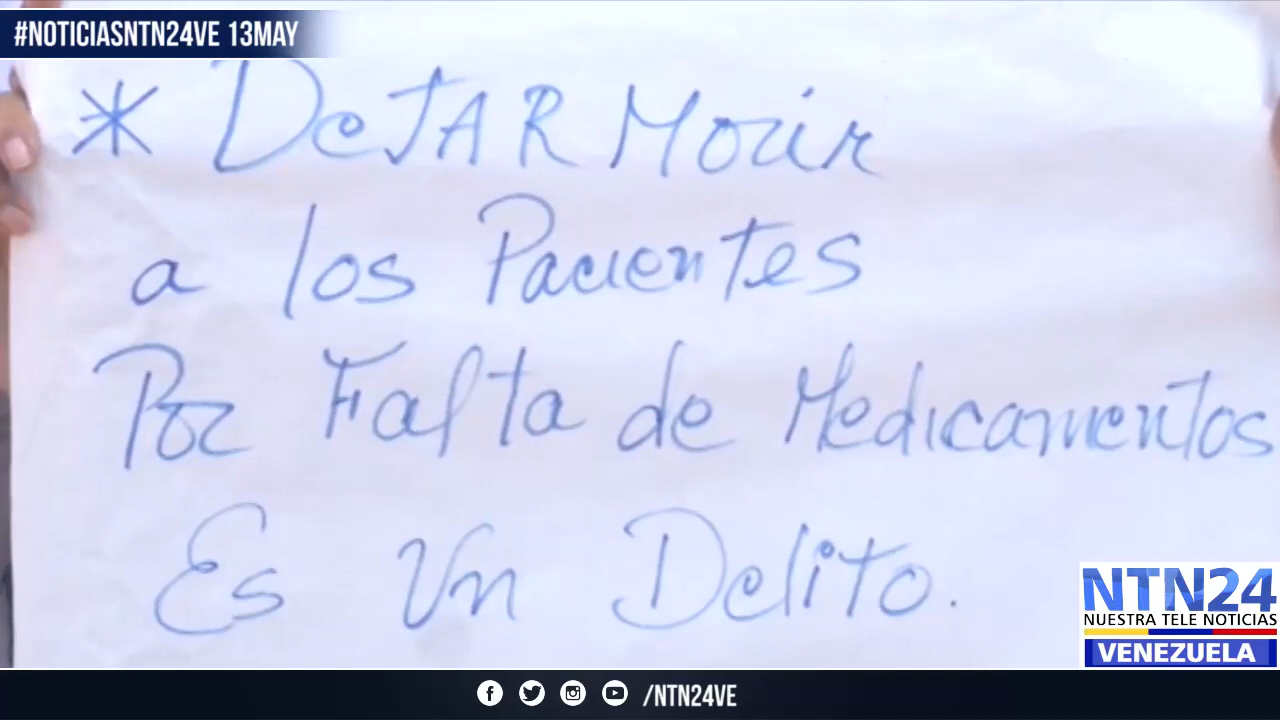 #NOTICIASNTN24VE 13MAY
* DeJAR Morir
a los Pacientes
Por Falta de Medicamentos
Es Un Delito.
NTN24
NUESTRA TELE NOTICIAS
VENEZUELA
/NTN24VE